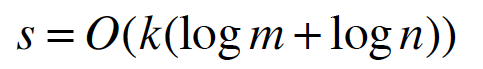 s = O(k(log m + log n))